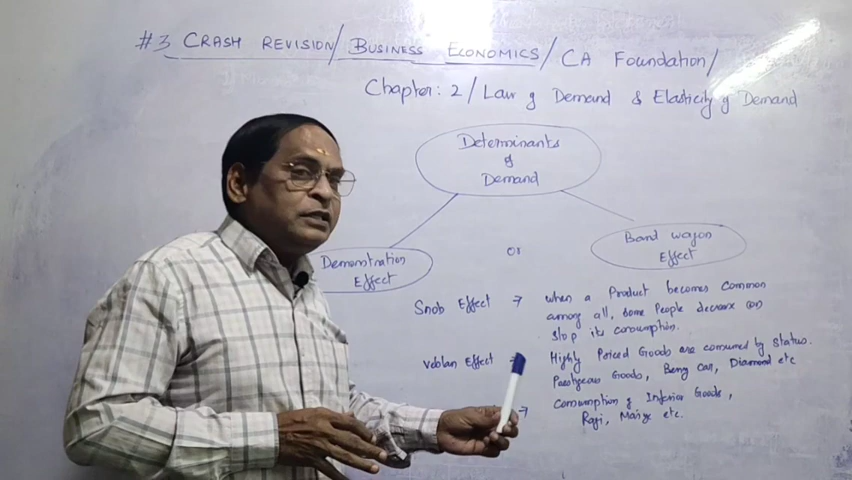 #3 CRASH REVISION/ BUSINESS ECONOMICS/ CA Foundation/
Chapter: 2/ Law of Demand & Elasticity of Demand
Determinants
of
Demand
Demonstration
Effect
or
Band wagon
Effect
Snob Effect → when a Product becomes Common
among all, some People decrease (or)
Stop its consumption.
Veblan Effect → Highly Priced Goods are consumed by status.
Goods, Benz car, Diamond etc
→ Consumption of Inferior Goods,
Ragi, Maize etc.